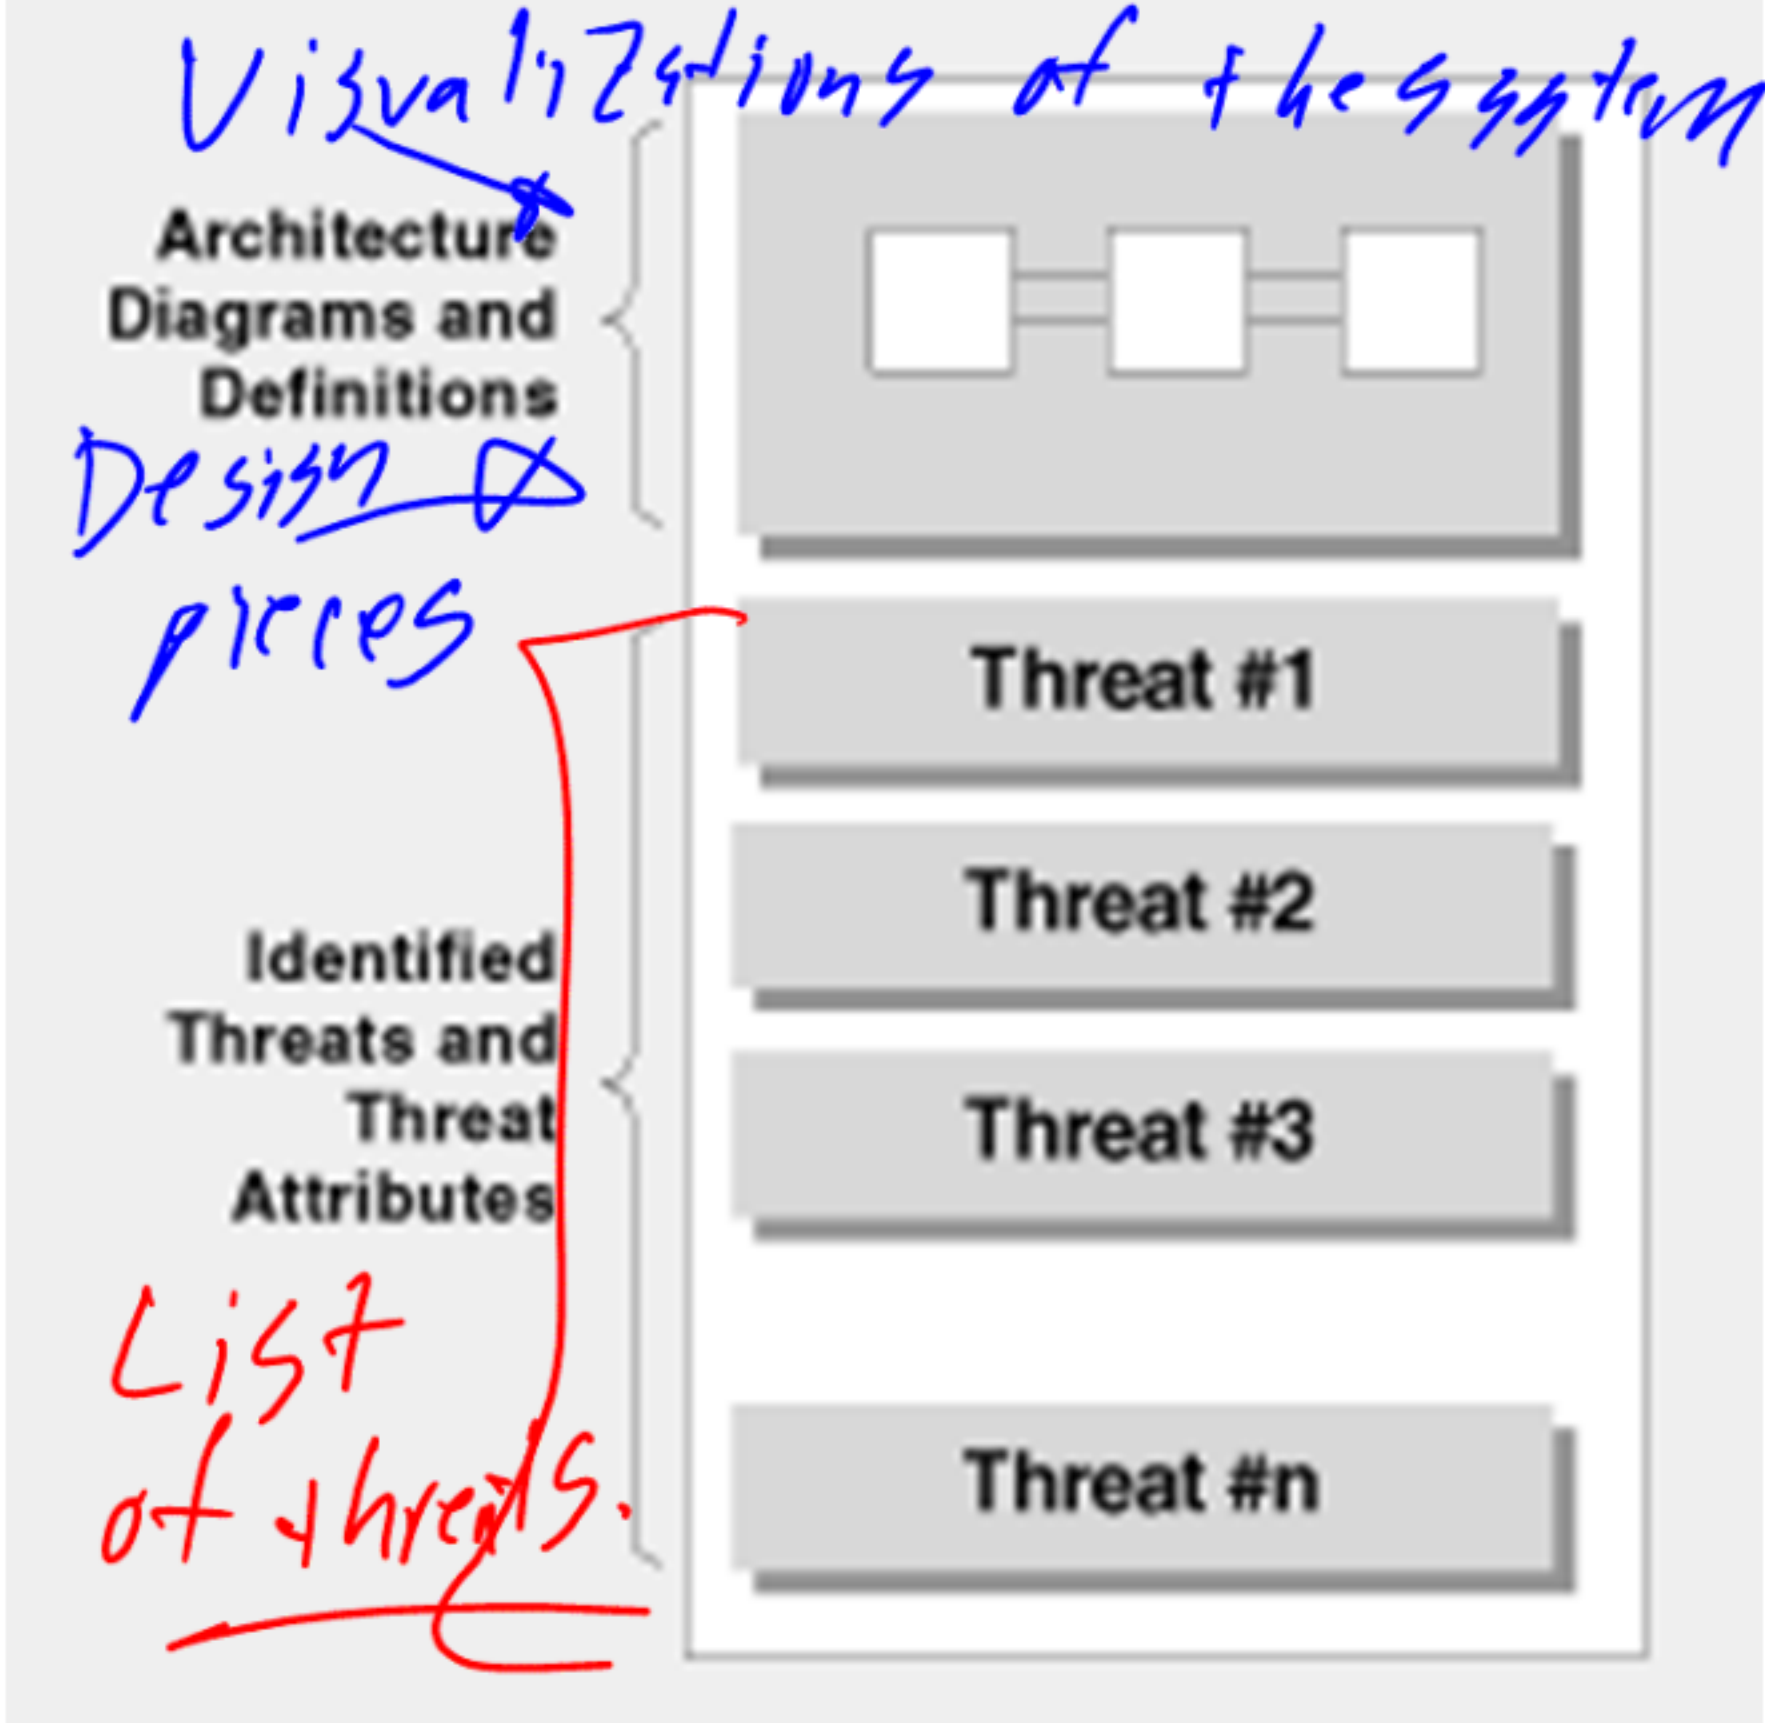 Visualizations of the system
Architecture
Diagrams and
Definitions
Design
pieces
Threat #1
Threat #2
Threat #3
Threat #n
Identified
Threats and
Threat
Attributes
List
of threats.